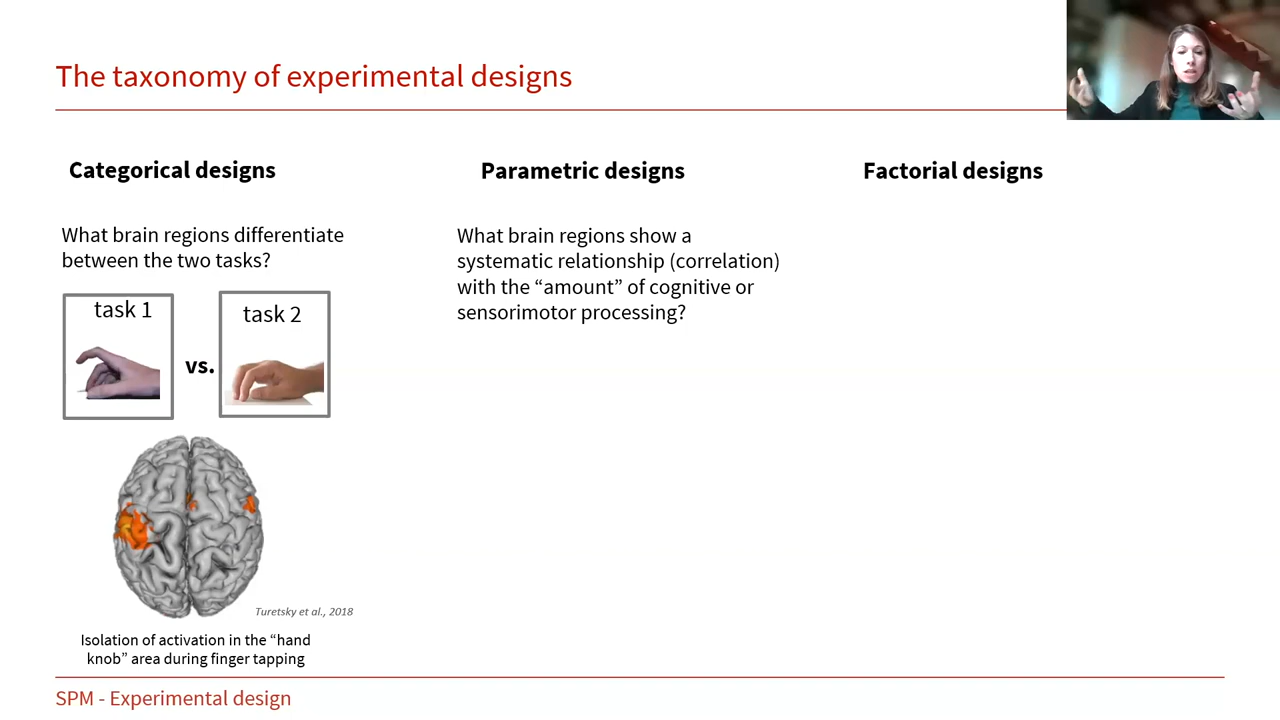 The taxonomy of experimental designs
Categorical designs
What brain regions differentiate
between the two tasks?
task 1
vs.
task 2
Turetsky et al., 2018
Isolation of activation in the “hand
knob” area during finger tapping
Parametric designs
What brain regions show a
systematic relationship (correlation)
with the “amount” of cognitive or
sensorimotor processing?
Factorial designs
SPM - Experimental design